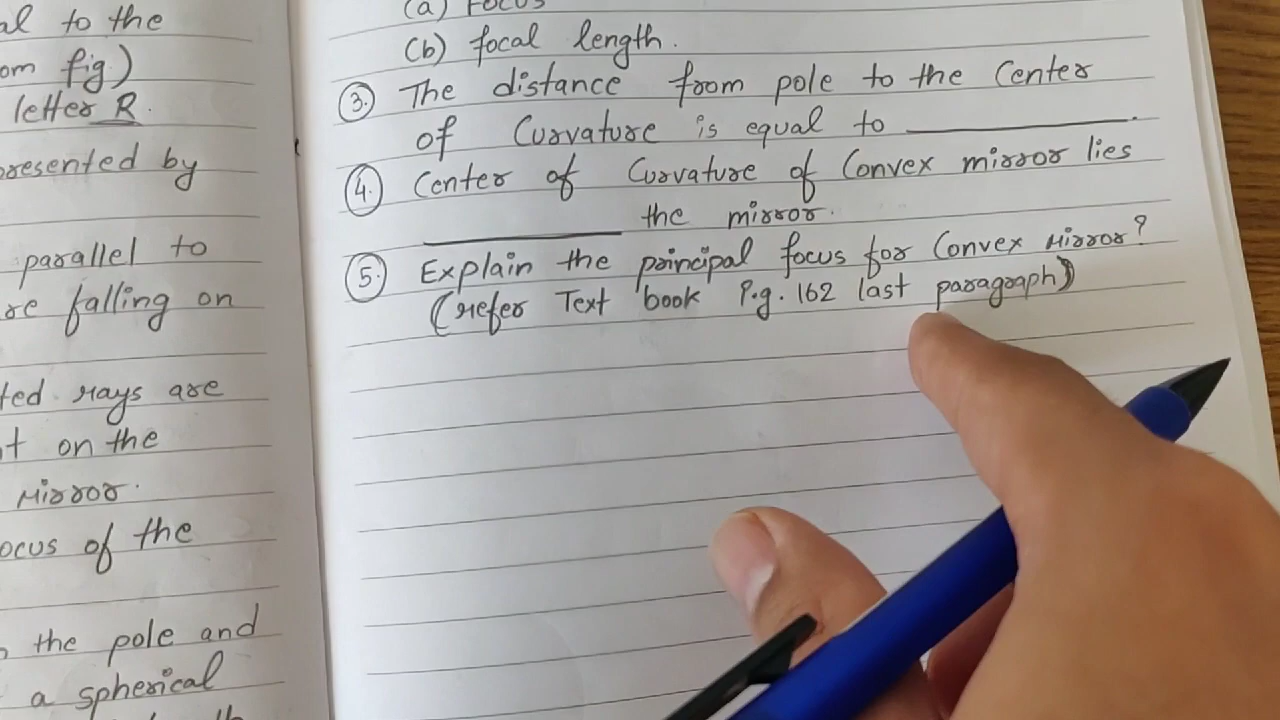 al to the
om fig.)
letter R.
presented by
parallel to
re falling on
ted rays are
t on the
Mirror.
ocus of the
the pole and
a spherical
(a) Focus
(b) focal length.
3. The distance from pole to the Center
of Curvature is equal to ________.
4. Center of Curvature of Convex mirror lies
________ the mirror.
5. Explain the principal focus for Convex Mirror?
(refer Text book P.g. 162 last paragraph)